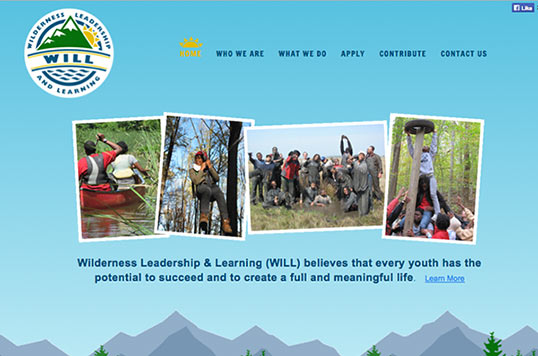 Like
WILDERNESS LEADERSHIP
WILL
AND LEARNING
HOME WHO WE ARE WHAT WE DO APPLY CONTRIBUTE CONTACT US
Wilderness Leadership & Learning (WILL) believes that every youth has the
potential to succeed and to create a full and meaningful life. Learn More